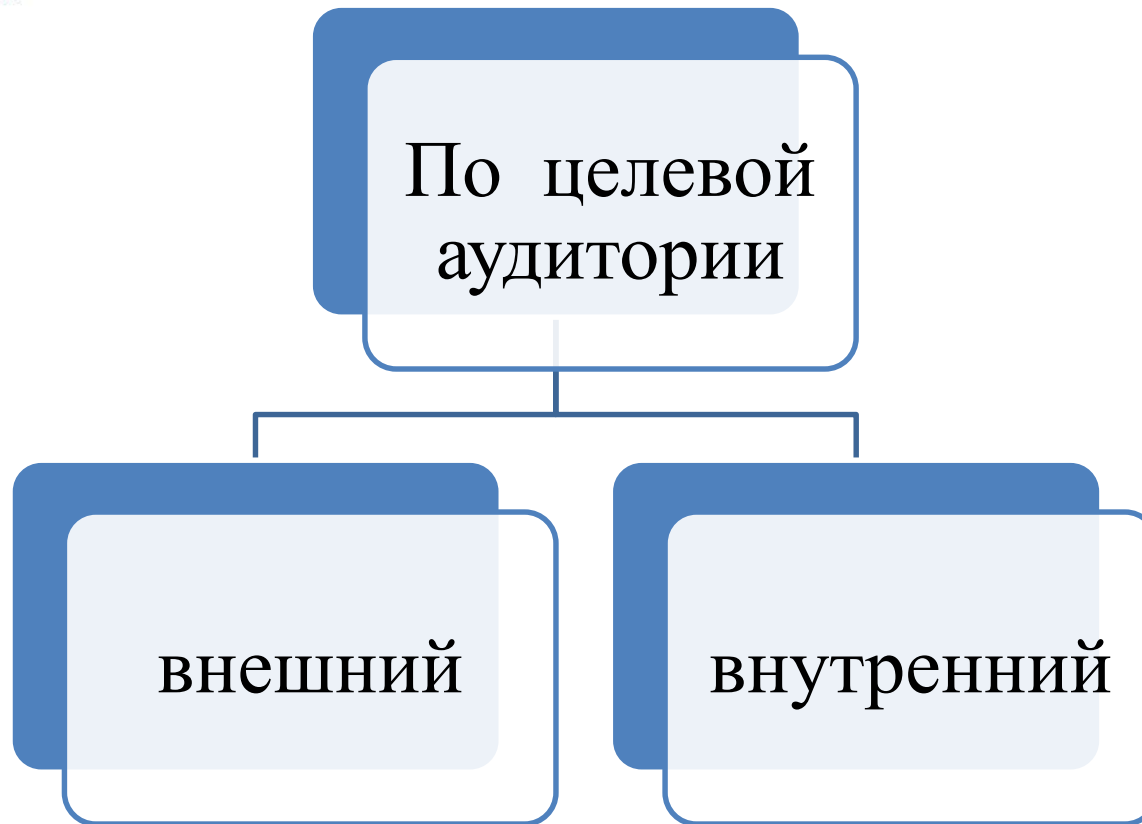 По целевой
аудитории
внешний
внутренний